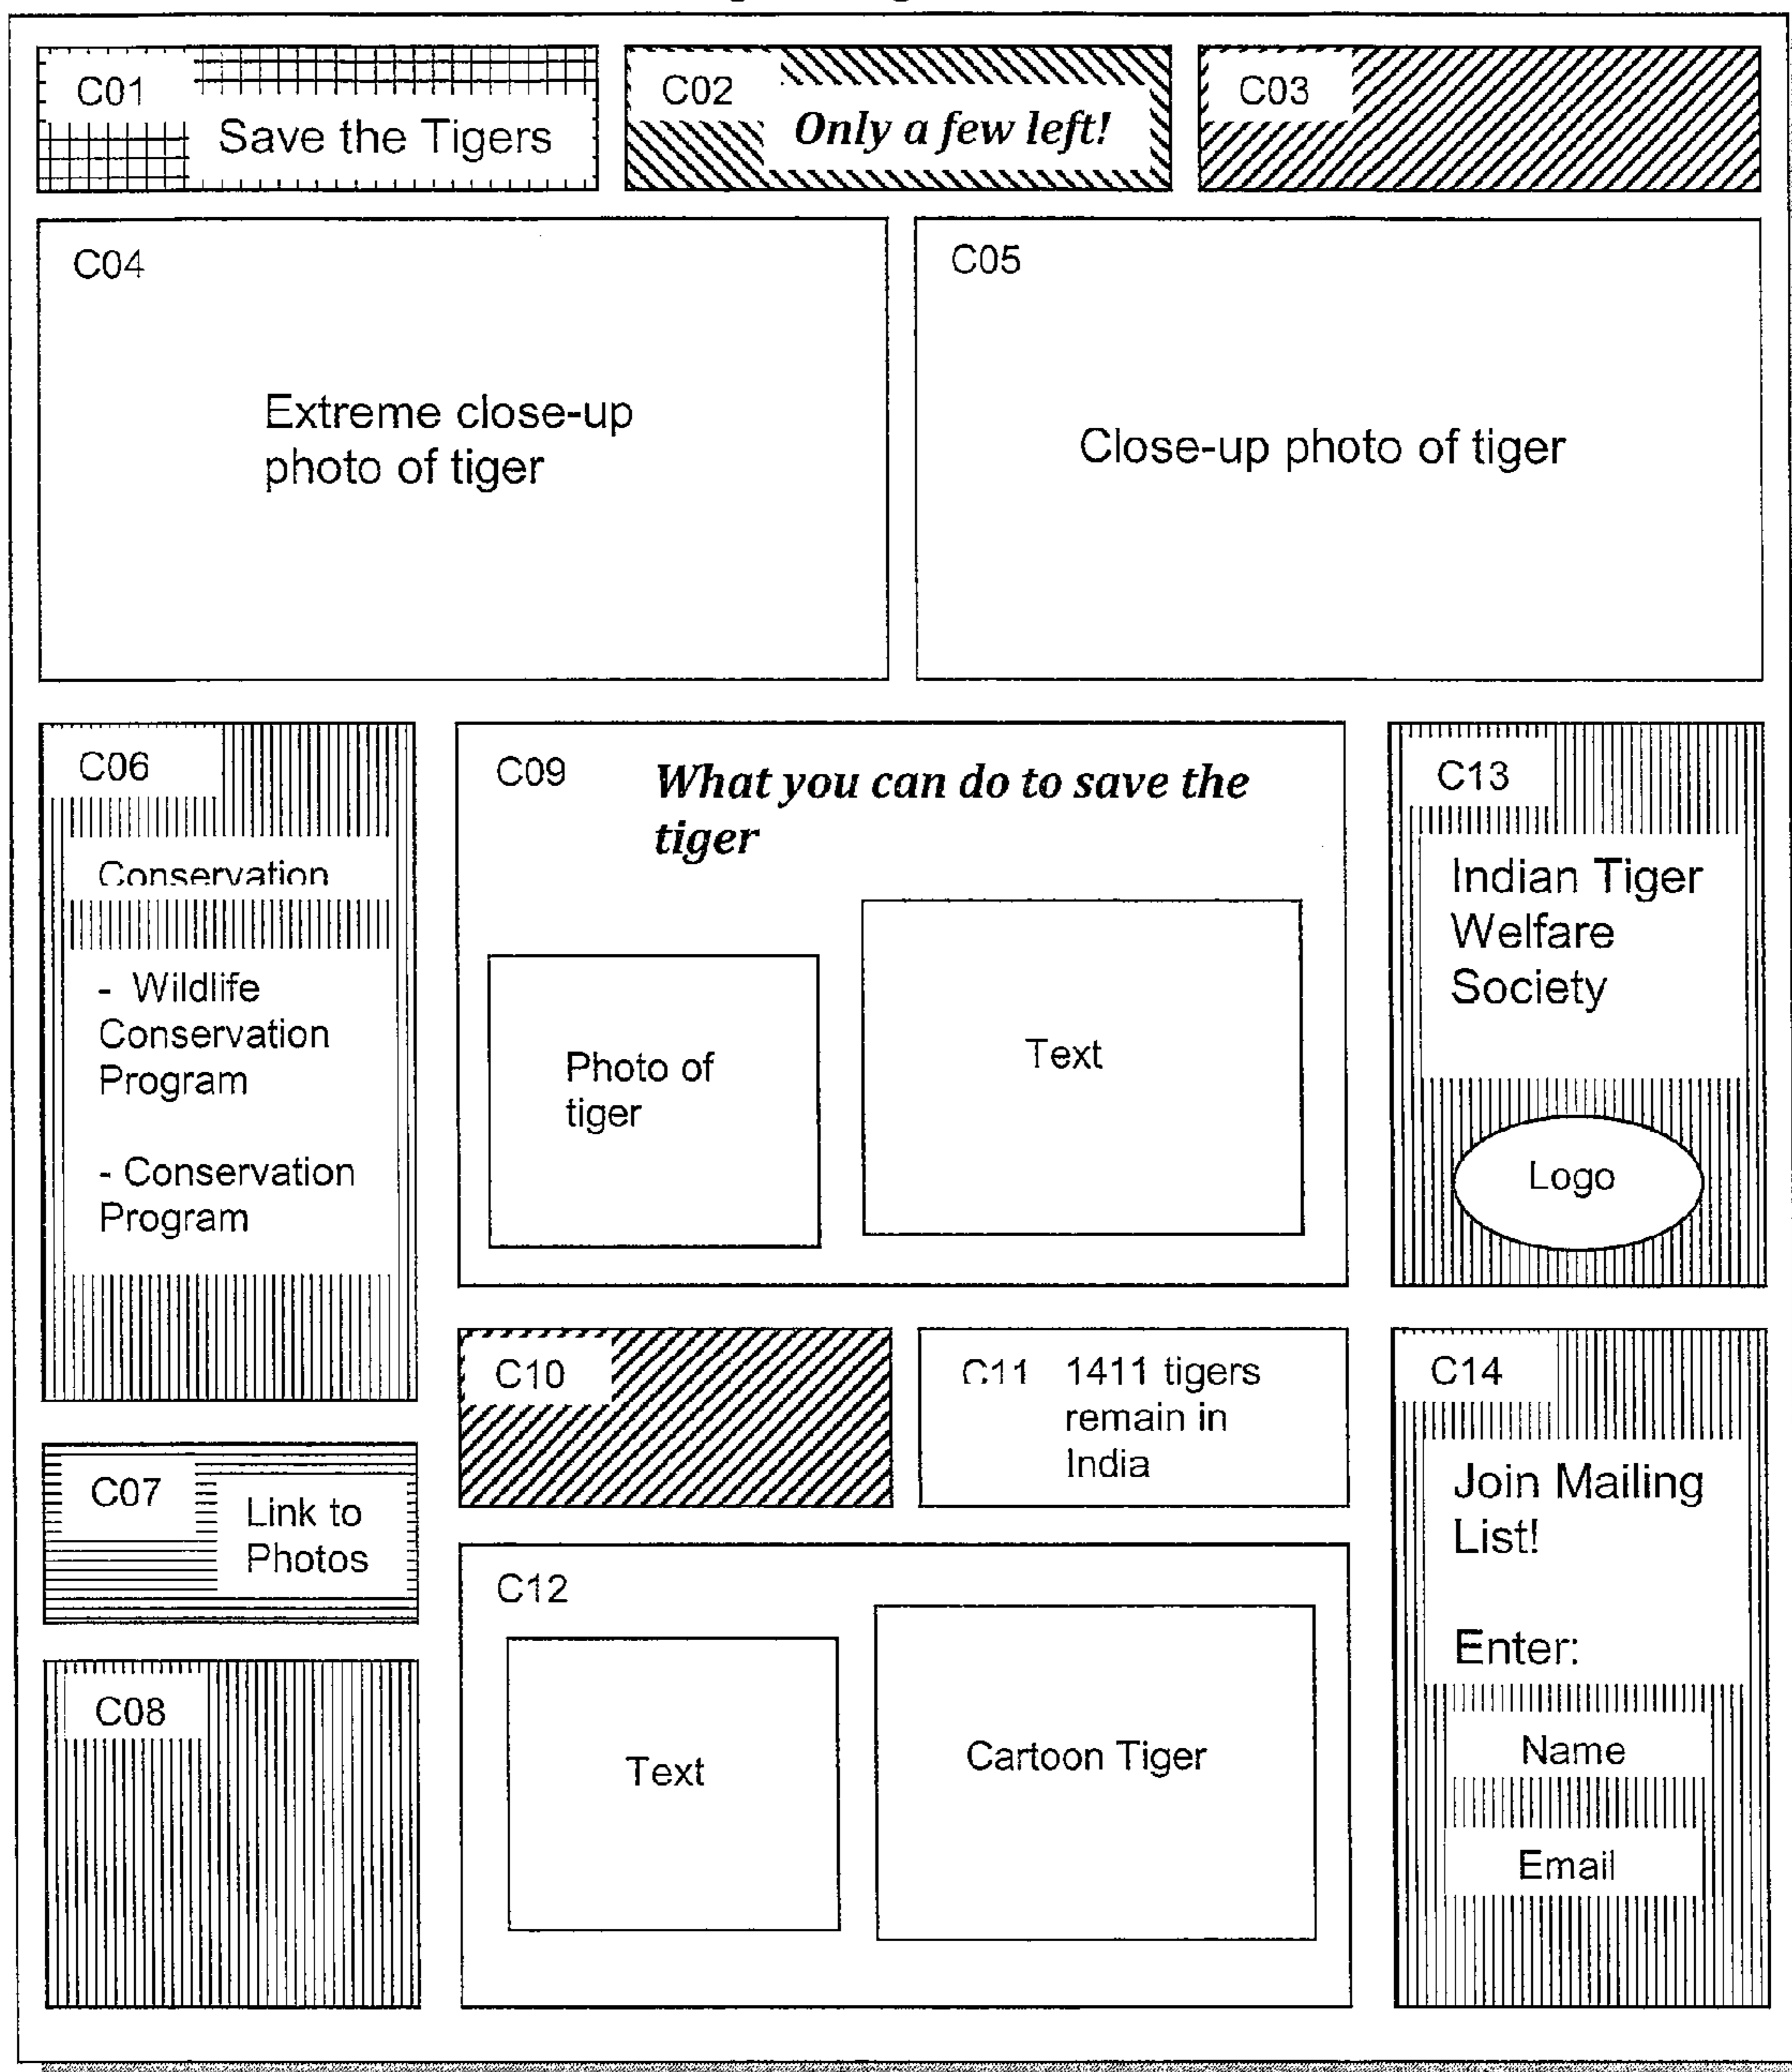 C01
Save the Tigers
C02
Only a few left!
C03
C04
Extreme close-up
photo of tiger
C05
Close-up photo of tiger
C06
Conservation
- Wildlife
Conservation
Program
- Conservation
Program
C07
Link to
Photos
C08
C09
What you can do to save the
tiger
Photo of
tiger
Text
C10
C11 1411 tigers
remain in
India
C12
Text
Cartoon Tiger
C13
Indian Tiger
Welfare
Society
Logo
C14
Join Mailing
List!
Enter:
Name
Email